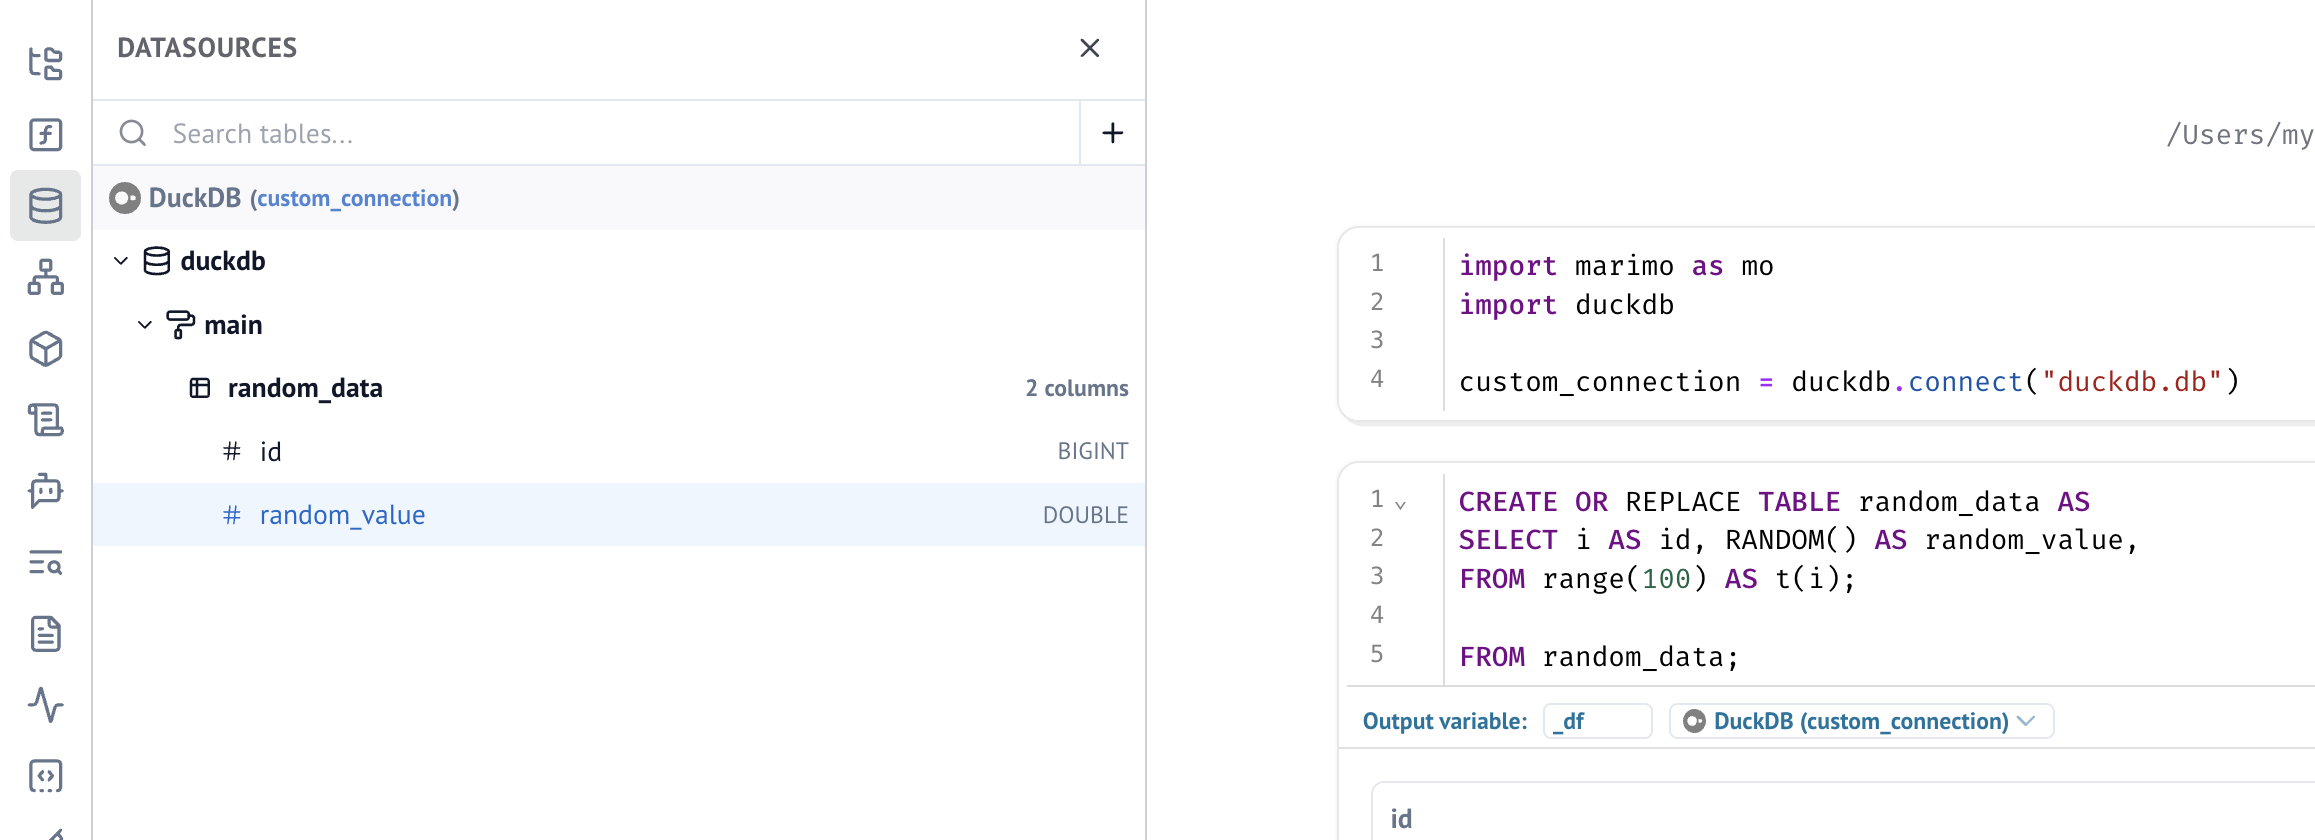 DATASOURCES
Search tables...
DuckDB (custom_connection)
duckdb
main
random_data 2 columns
# id BIGINT
# random_value DOUBLE
/Users/my
1 import marimo as mo
2 import duckdb
3
4 custom_connection = duckdb.connect("duckdb.db")
1 CREATE OR REPLACE TABLE random_data AS
2 SELECT i AS id, RANDOM() AS random_value,
3 FROM range(100) AS t(i);
4
5 FROM random_data;
Output variable: _df DuckDB (custom_connection)
id